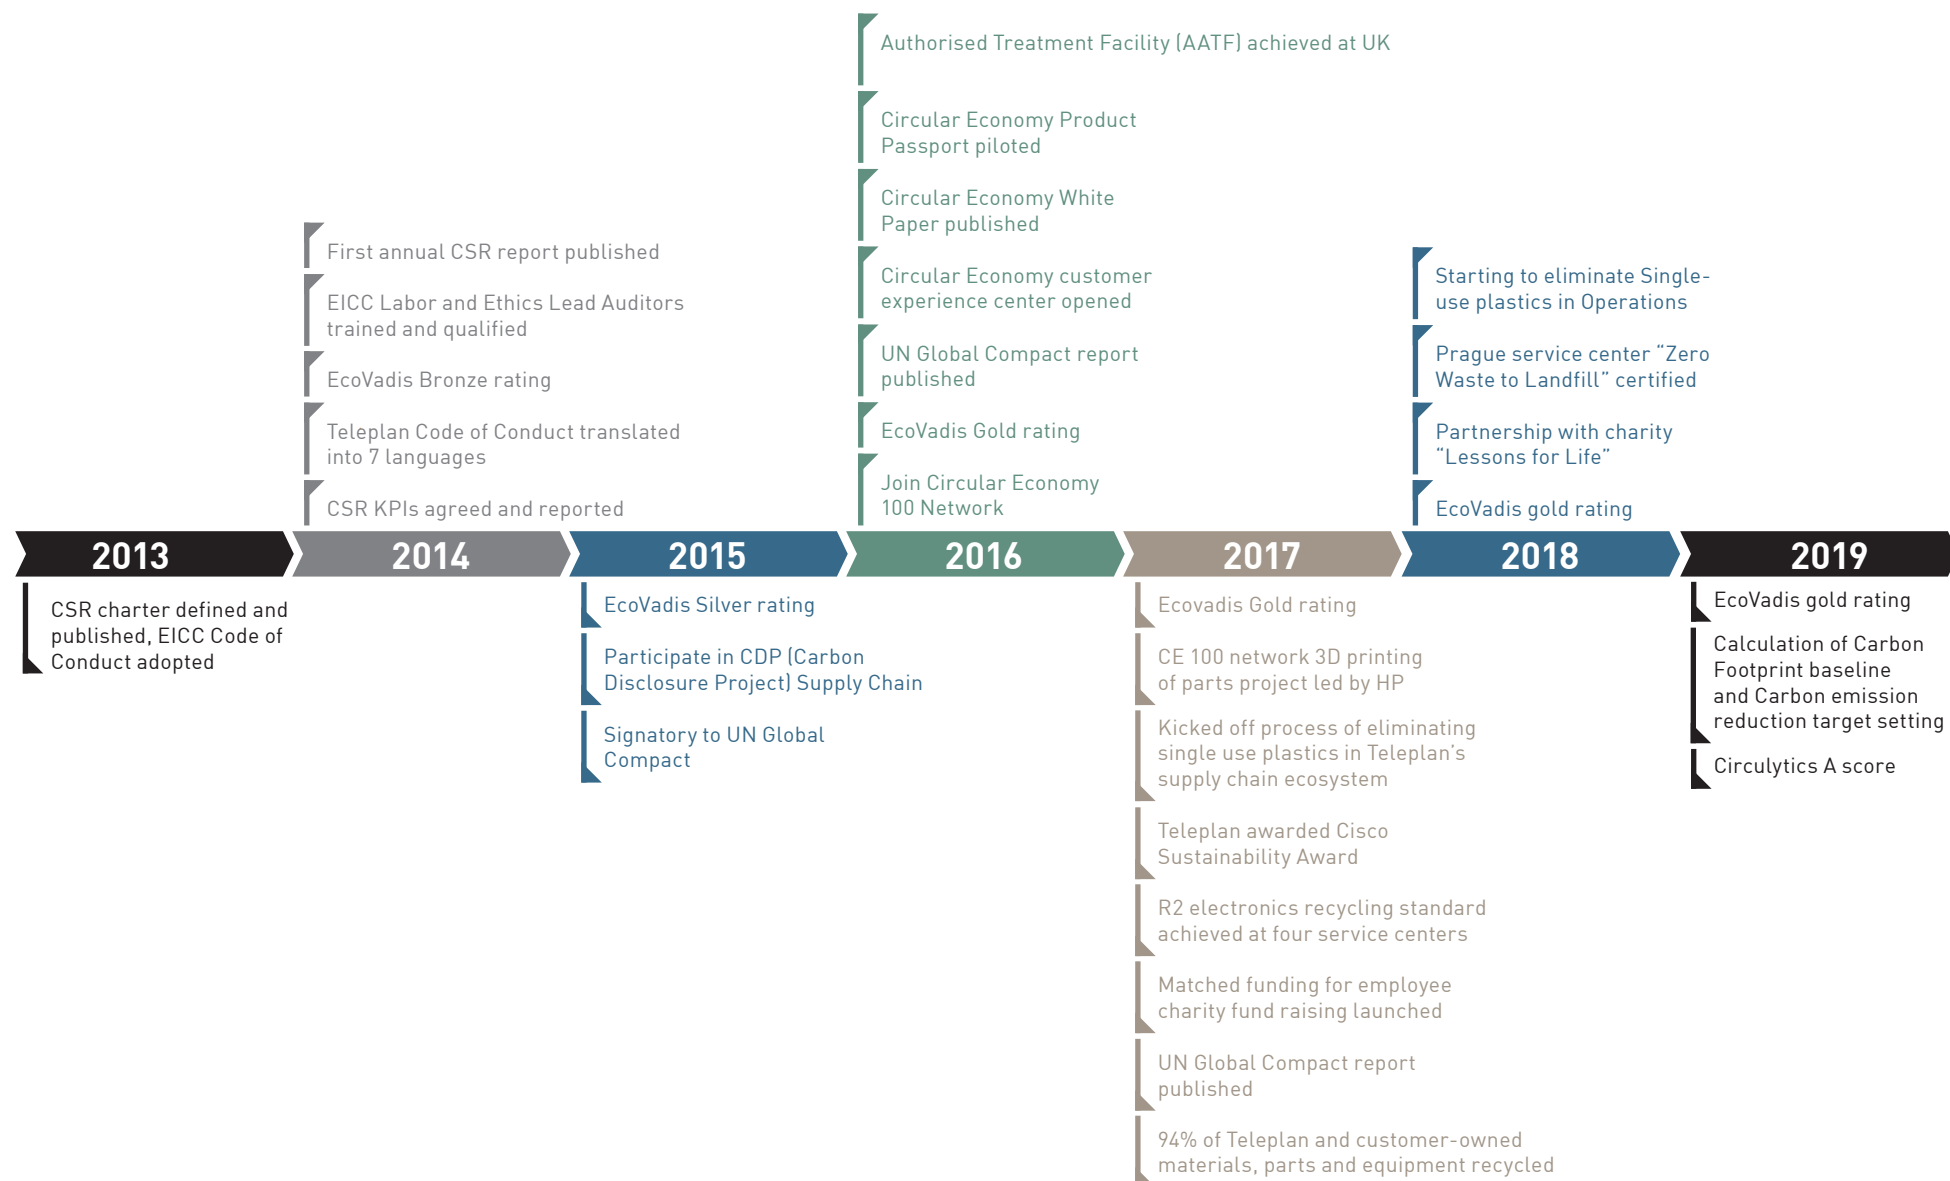 Authorised Treatment Facility (AATF) achieved at UK
Circular Economy Product
Passport piloted
Circular Economy White
Paper published
Circular Economy customer
experience center opened
UN Global Compact report
published
EcoVadis Gold rating
Join Circular Economy
100 Network
First annual CSR report published
EICC Labor and Ethics Lead Auditors
trained and qualified
EcoVadis Bronze rating
Teleplan Code of Conduct translated
into 7 languages
CSR KPIs agreed and reported
Starting to eliminate Single-
use plastics in Operations
Prague service center “Zero
Waste to Landfill” certified
Partnership with charity
“Lessons for Life”
EcoVadis gold rating
2013
2014
2015
2016
2017
2018
2019
CSR charter defined and
published, EICC Code of
Conduct adopted
EcoVadis Silver rating
Participate in CDP (Carbon
Disclosure Project) Supply Chain
Signatory to UN Global
Compact
Ecovadis Gold rating
CE 100 network 3D printing
of parts project led by HP
Kicked off process of eliminating
single use plastics in Teleplan’s
supply chain ecosystem
Teleplan awarded Cisco
Sustainability Award
R2 electronics recycling standard
achieved at four service centers
Matched funding for employee
charity fund raising launched
UN Global Compact report
published
94% of Teleplan and customer-owned
materials, parts and equipment recycled
EcoVadis gold rating
Calculation of Carbon
Footprint baseline
and Carbon emission
reduction target setting
Circulytics A score